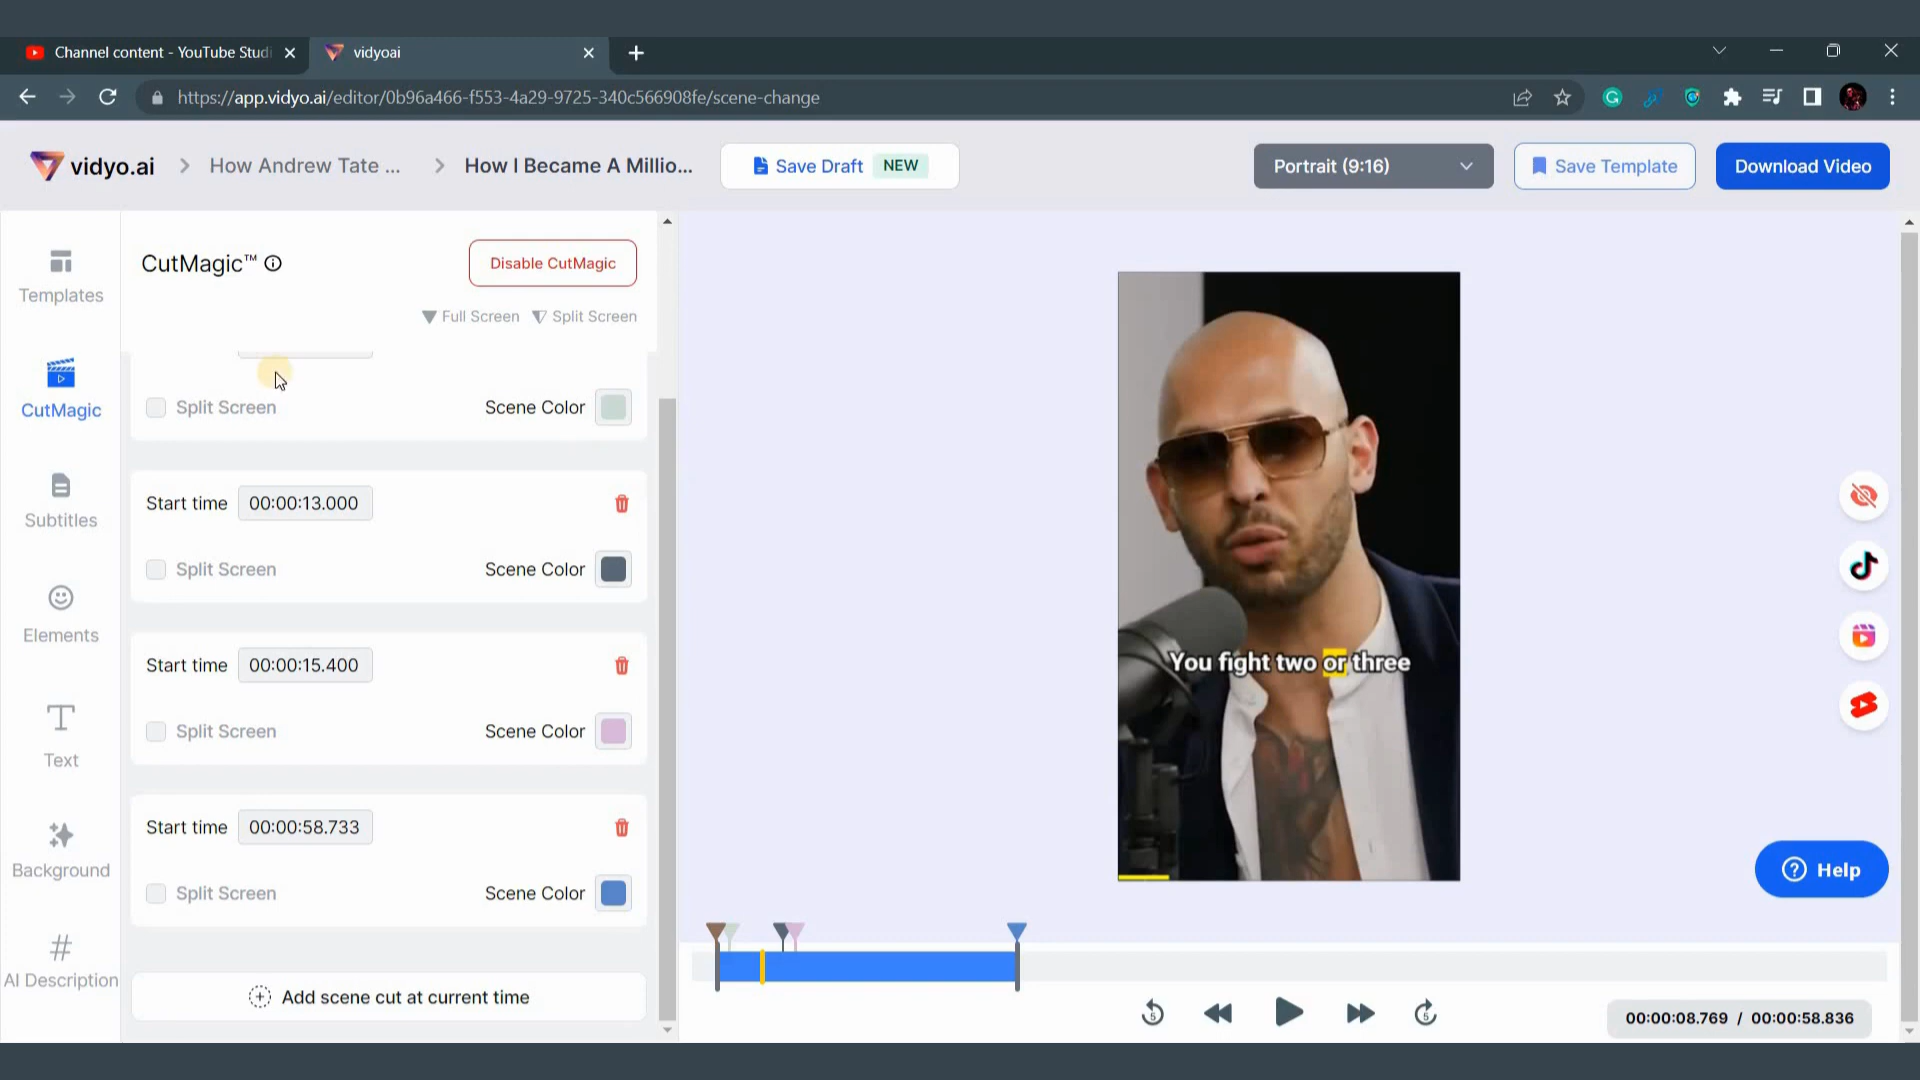 Channel content - YouTube Studi
vidyoai
https://app.vidyo.ai/editor/0b96a466-f553-4a29-9725-340c566908fe/scene-change
vidyo.ai
How Andrew Tate ...
How I Became A Millio...
Save Draft NEW
Portrait (9:16)
Save Template
Download Video
Templates
CutMagic
Subtitles
Elements
Text
Background
AI Description
CutMagic™
Disable CutMagic
Full Screen
Split Screen
Split Screen
Scene Color
Start time 00:00:13.000
Split Screen
Scene Color
Start time 00:00:15.400
Split Screen
Scene Color
Start time 00:00:58.733
Split Screen
Scene Color
Add scene cut at current time
You fight two or three
Help
5
5
00:00:08.769 / 00:00:58.836